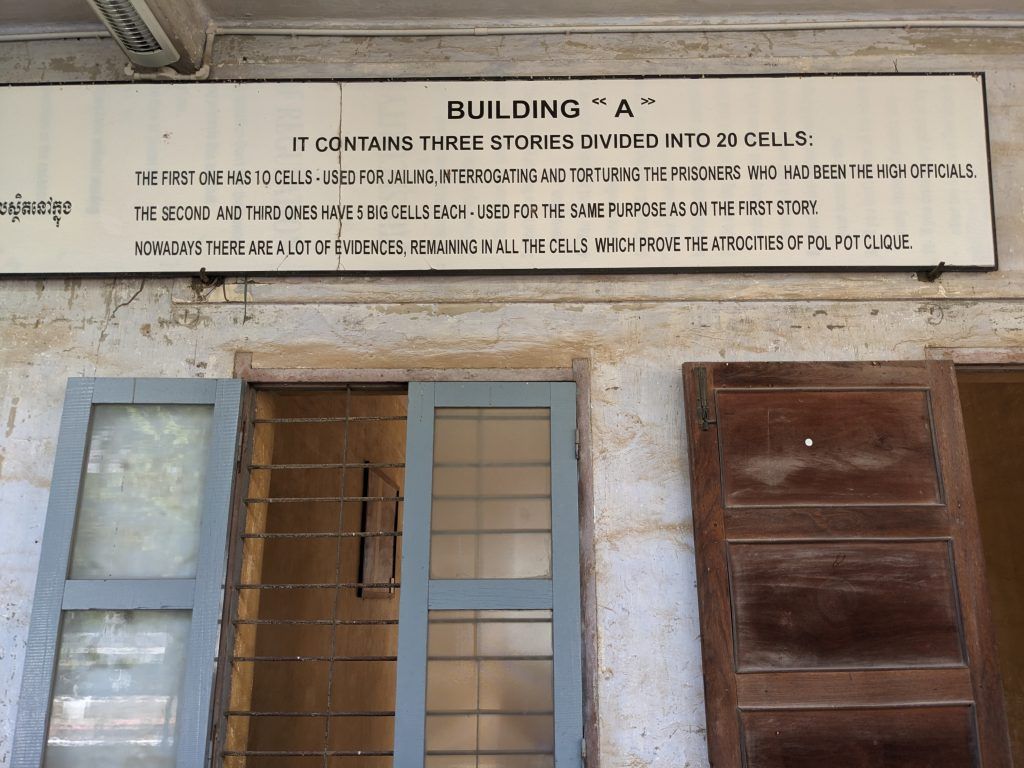 BUILDING “ A ”
IT CONTAINS THREE STORIES DIVIDED INTO 20 CELLS:
THE FIRST ONE HAS 10 CELLS - USED FOR JAILING, INTERROGATING AND TORTURING THE PRISONERS WHO HAD BEEN THE HIGH OFFICIALS.
THE SECOND AND THIRD ONES HAVE 5 BIG CELLS EACH - USED FOR THE SAME PURPOSE AS ON THE FIRST STORY.
NOWADAYS THERE ARE A LOT OF EVIDENCES, REMAINING IN ALL THE CELLS WHICH PROVE THE ATROCITIES OF POL POT CLIQUE.